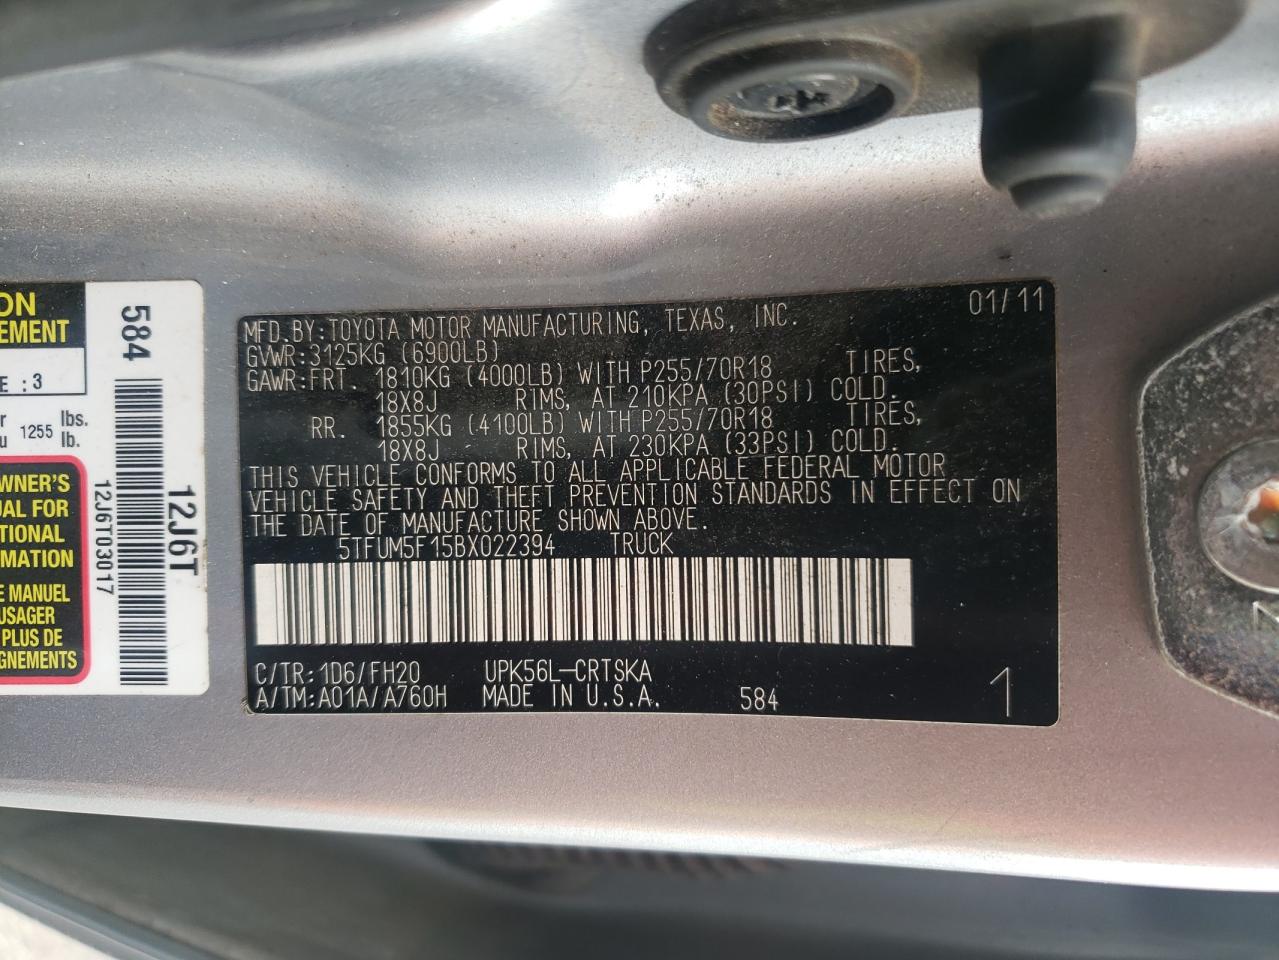 ON
EMENT
E : 3
r
u 1255 lbs.
lb.
WNER'S
UAL FOR
TIONAL
MATION
E MANUEL
USAGER
PLUS DE
GNEMENTS
584
12J6T
12J6T03017
MFD.BY:TOYOTA MOTOR MANUFACTURING, TEXAS, INC. 01/11
GVWR:3125KG (6900LB)
GAWR:FRT. 1810KG (4000LB) WITH P255/70R18 TIRES,
18X8J RIMS, AT 210KPA (30PSI) COLD.
RR. 1855KG (4100LB) WITH P255/70R18 TIRES,
18X8J RIMS, AT 230KPA (33PSI) COLD.
THIS VEHICLE CONFORMS TO ALL APPLICABLE FEDERAL MOTOR
VEHICLE SAFETY AND THEFT PREVENTION STANDARDS IN EFFECT ON
THE DATE OF MANUFACTURE SHOWN ABOVE.
5TFUM5F15BX022394 TRUCK
C/TR:1D6/FH20 UPK56L-CRTSKA
A/TM:A01A/A760H MADE IN U.S.A. 584 1